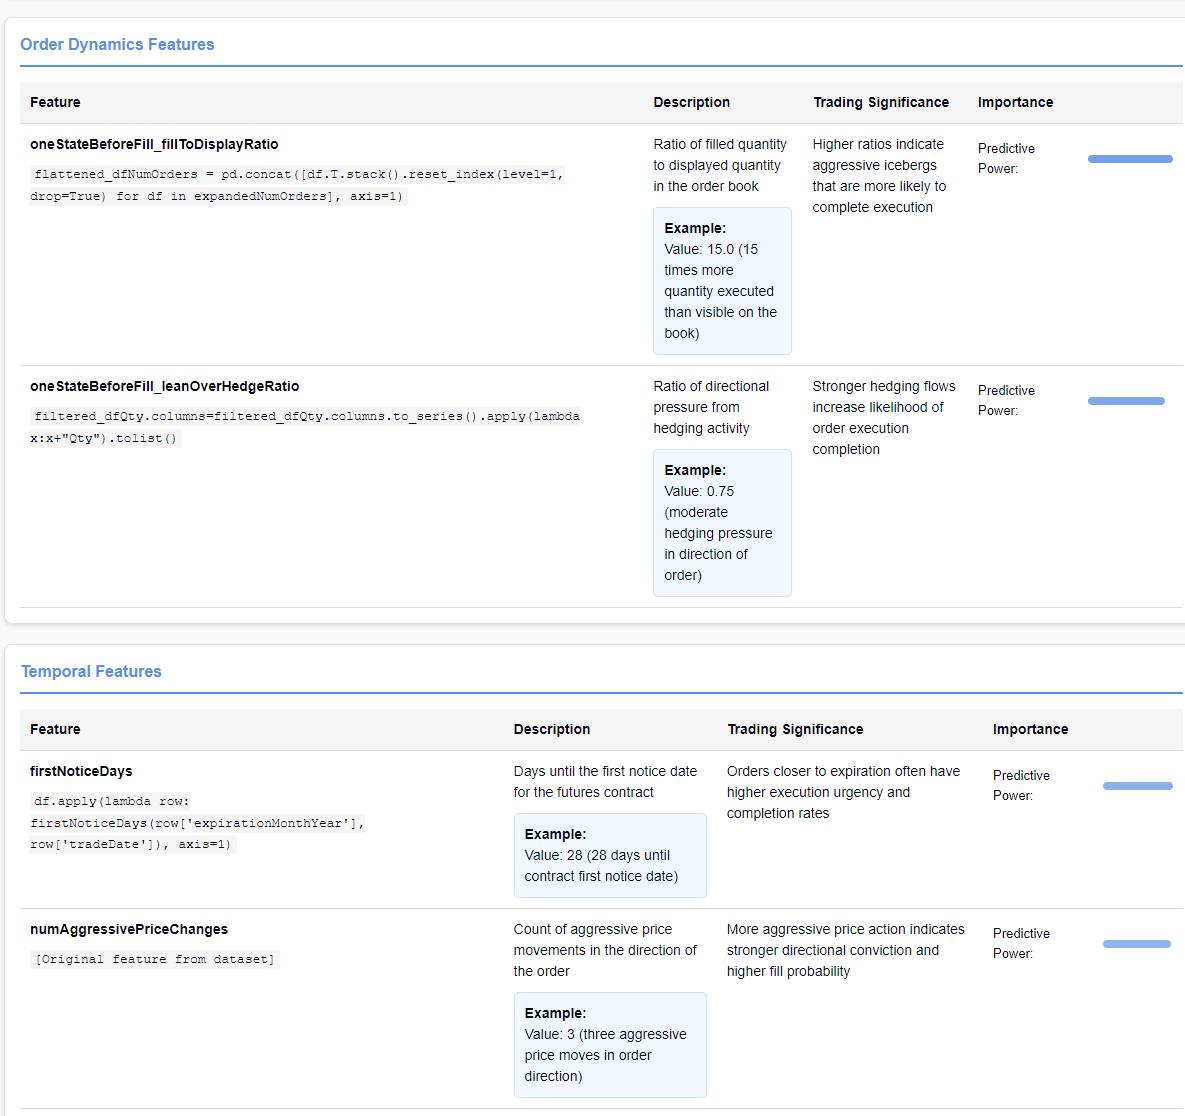 Order Dynamics Features
Feature
Description
Trading Significance
Importance
oneStateBeforeFill_fillToDisplayRatio
flattened_dfNumOrders = pd.concat([df.T.stack().reset_index(level=1,
drop=True) for df in expandedNumOrders], axis=1)
Ratio of filled quantity
to displayed quantity
in the order book
Example:
Value: 15.0 (15
times more
quantity executed
than visible on the
book)
Higher ratios indicate
aggressive icebergs
that are more likely to
complete execution
Predictive
Power:
oneStateBeforeFill_leanOverHedgeRatio
filtered_dfQty.columns=filtered_dfQty.columns.to_series().apply(lambda
x:x+"Qty").tolist()
Ratio of directional
pressure from
hedging activity
Example:
Value: 0.75
(moderate
hedging pressure
in direction of
order)
Stronger hedging flows
increase likelihood of
order execution
completion
Predictive
Power:
Temporal Features
Feature
Description
Trading Significance
Importance
firstNoticeDays
df.apply(lambda row:
firstNoticeDays(row['expirationMonthYear'],
row['tradeDate']), axis=1)
Days until the first notice date
for the futures contract
Example:
Value: 28 (28 days until
contract first notice date)
Orders closer to expiration often have
higher execution urgency and
completion rates
Predictive
Power:
numAggressivePriceChanges
[Original feature from dataset]
Count of aggressive price
movements in the direction of
the order
Example:
Value: 3 (three aggressive
price moves in order
direction)
More aggressive price action indicates
stronger directional conviction and
higher fill probability
Predictive
Power: